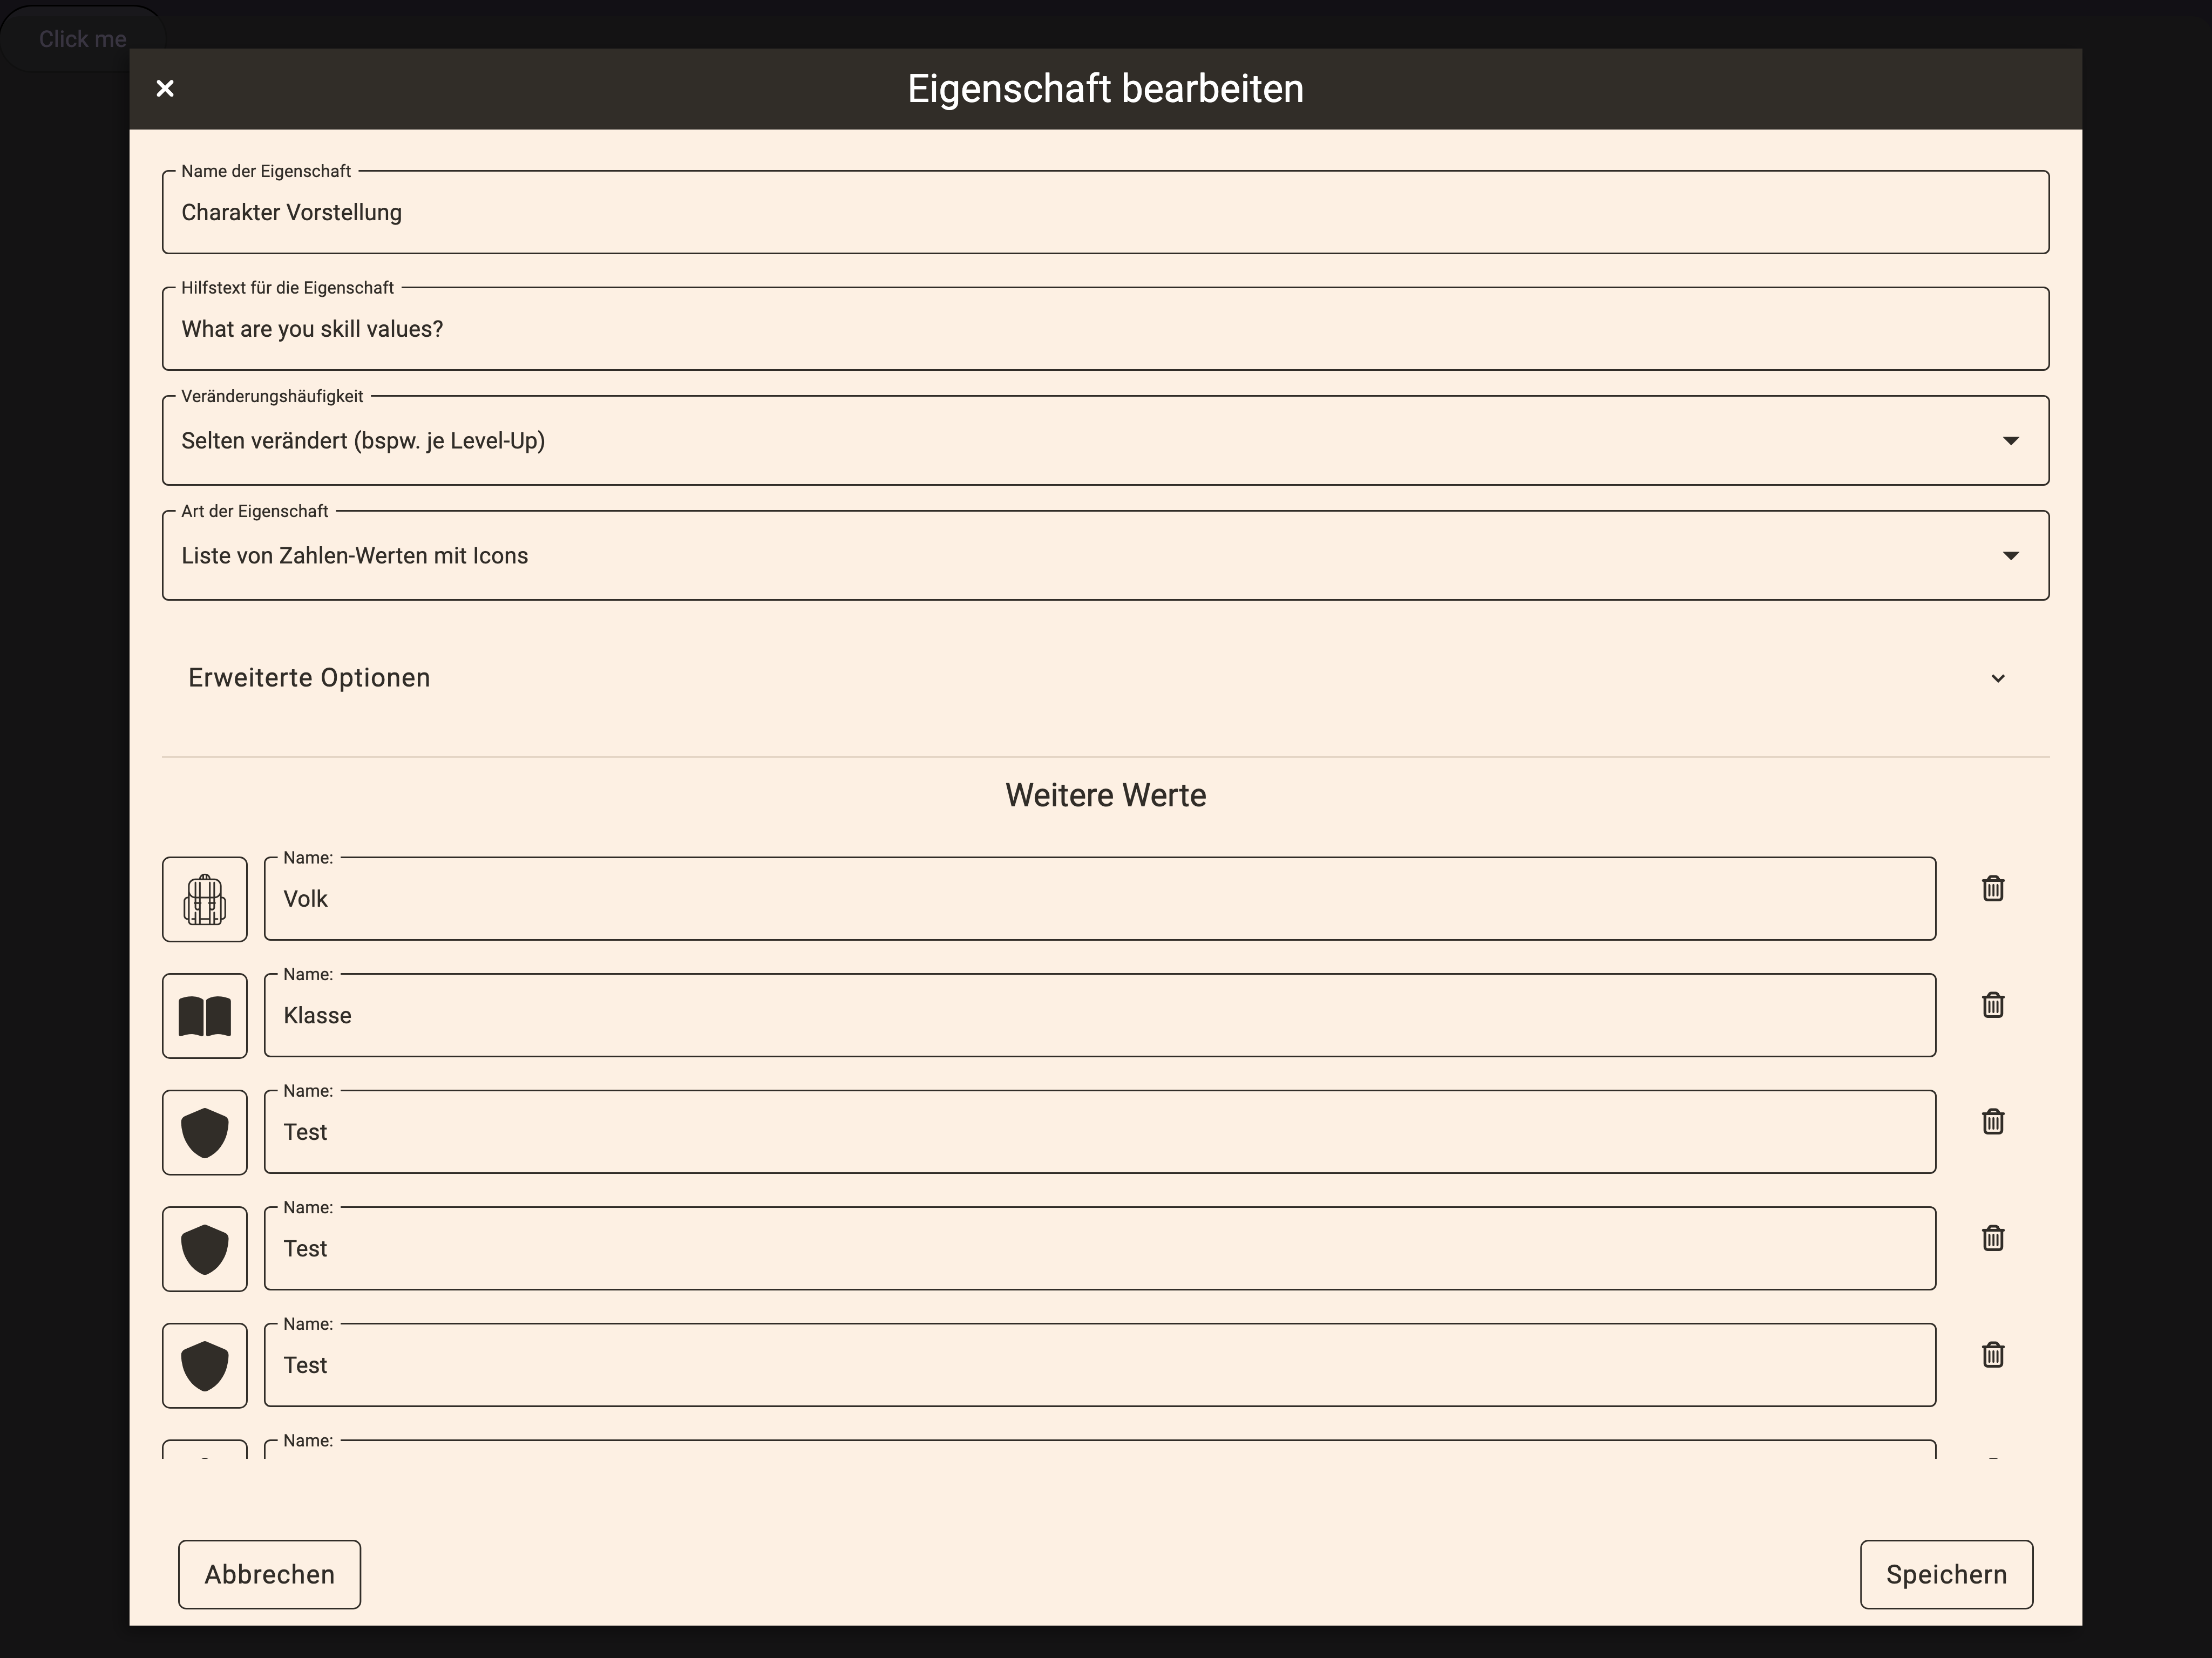 Click me
Eigenschaft bearbeiten
Name der Eigenschaft
Charakter Vorstellung
Hilfstext für die Eigenschaft
What are you skill values?
Veränderungshäufigkeit
Selten verändert (bspw. je Level-Up)
Art der Eigenschaft
Liste von Zahlen-Werten mit Icons
Erweiterte Optionen
Weitere Werte
Name:
Volk
Name:
Klasse
Name:
Test
Name:
Test
Name:
Test
Name:
Abbrechen
Speichern